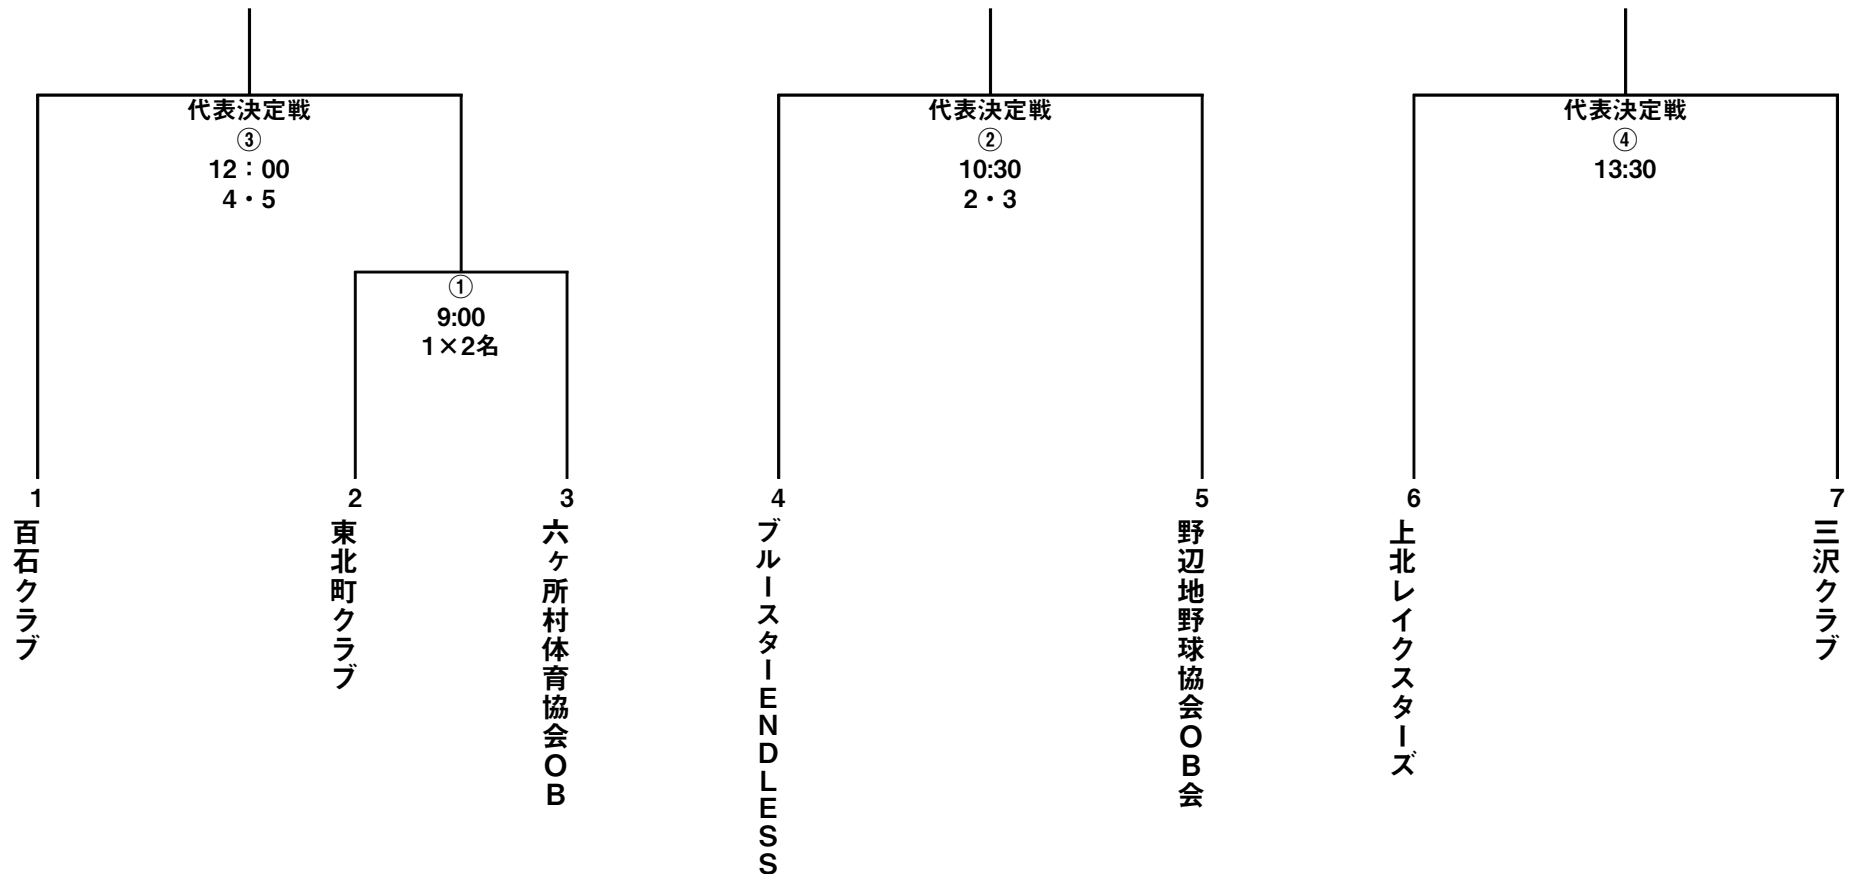 代表決定戦
③
12：00
4・5
代表決定戦
②
10:30
2・3
代表決定戦
④
13:30
①
9:00
1×2名
1
百石クラブ
2
東北町クラブ
3
六ヶ所村体育協会OB
4
ブルースターENDLESS
5
野辺地野球協会OB会
6
上北レイクスターズ
7
三沢クラブ